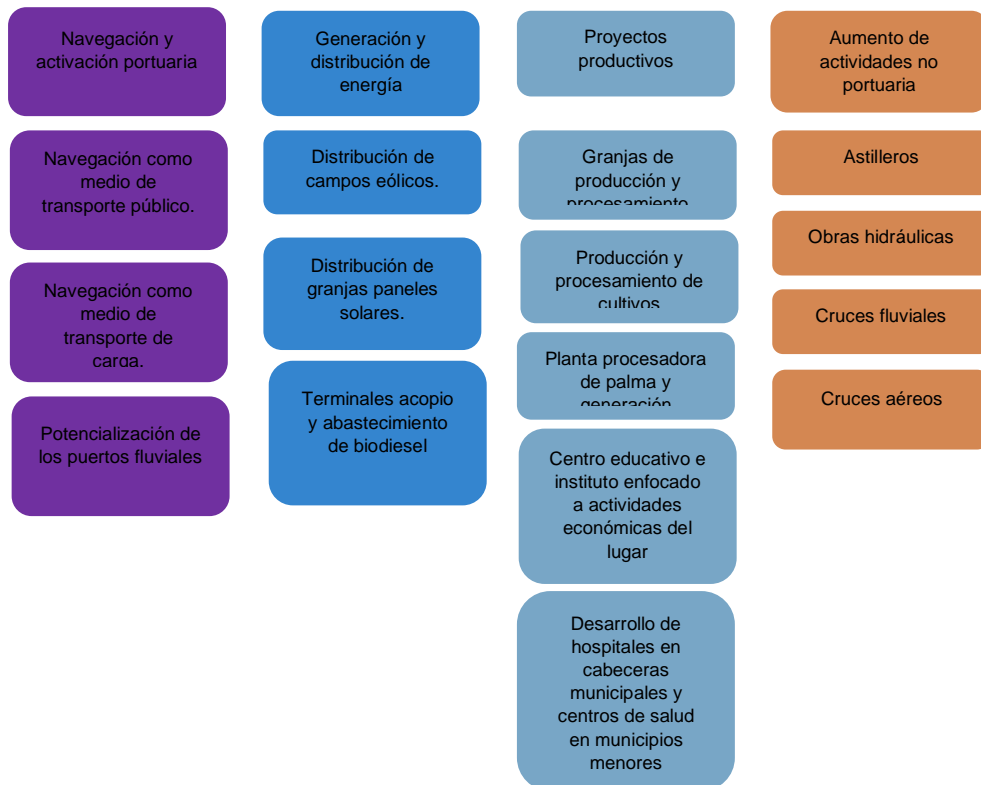 Navegación y
activación portuaria
Navegación como
medio de
transporte público.
Navegación como
medio de
transporte de
carga.
Potencialización de
los puertos fluviales
Generación y
distribución de
energía
Distribución de
campos eólicos.
Distribución de
granjas paneles
solares.
Terminales acopio
y abastecimiento
de biodiesel
Proyectos
productivos
Granjas de
producción y
procesamiento
Producción y
procesamiento de
cultivos
Planta procesadora
de palma y
generación
Centro educativo e
instituto enfocado
a actividades
económicas del
lugar
Desarrollo de
hospitales en
cabeceras
municipales y
centros de salud
en municipios
menores
Aumento de
actividades no
portuaria
Astilleros
Obras hidráulicas
Cruces fluviales
Cruces aéreos